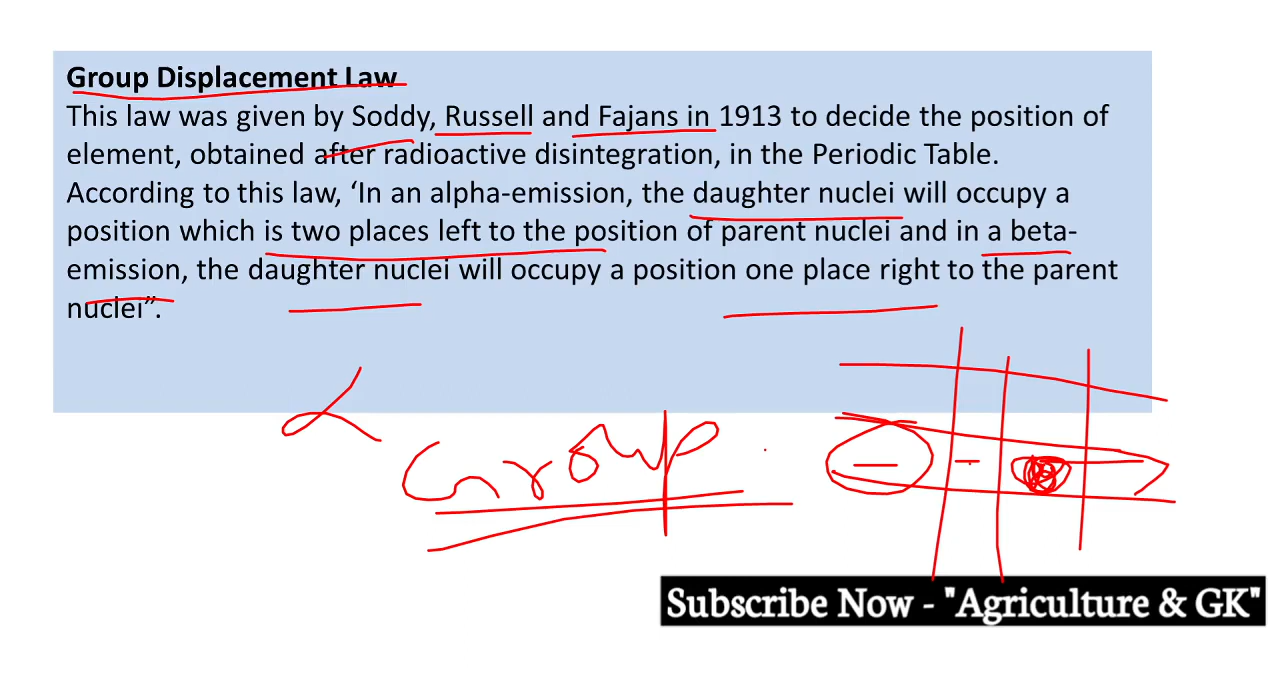 Group Displacement Law
This law was given by Soddy, Russell and Fajans in 1913 to decide the position of
element, obtained after radioactive disintegration, in the Periodic Table.
According to this law, ‘In an alpha-emission, the daughter nuclei will occupy a
position which is two places left to the position of parent nuclei and in a beta-
emission, the daughter nuclei will occupy a position one place right to the parent
nuclei”.
α
Group
Subscribe Now - "Agriculture & GK"